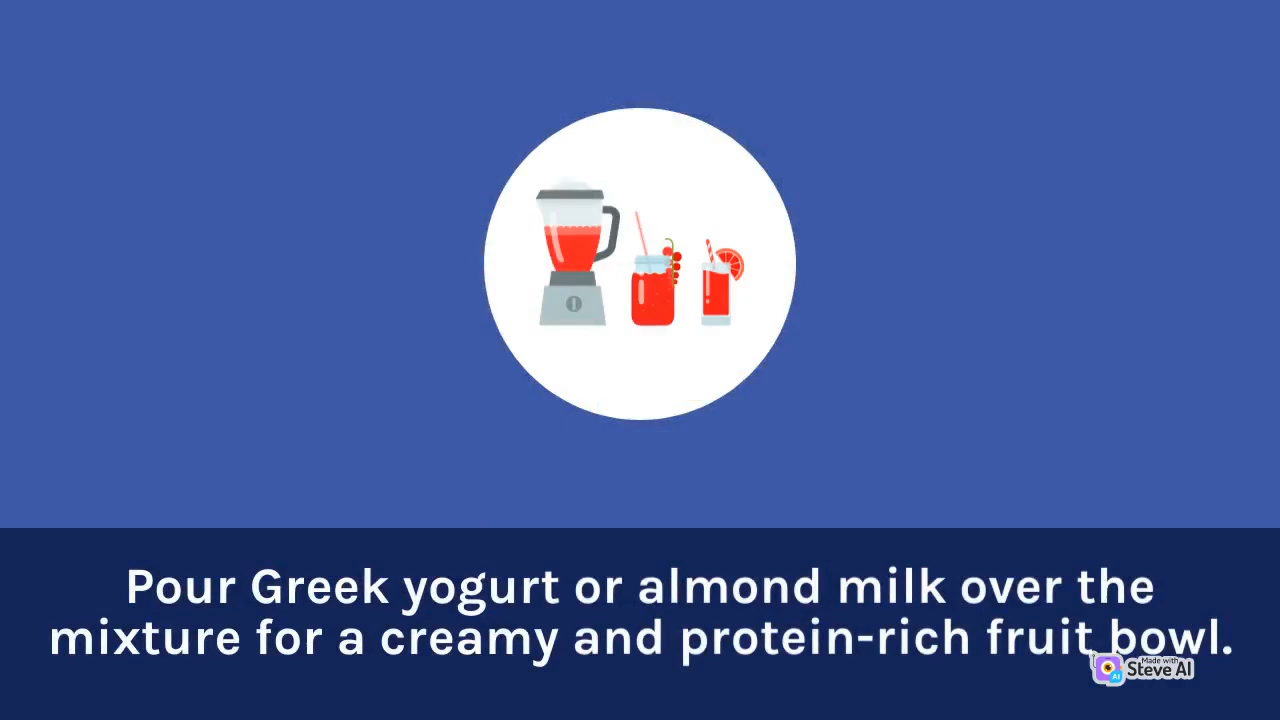 Pour Greek yogurt or almond milk over the
mixture for a creamy and protein-rich fruit bowl.
Made with
Steve AI
AI